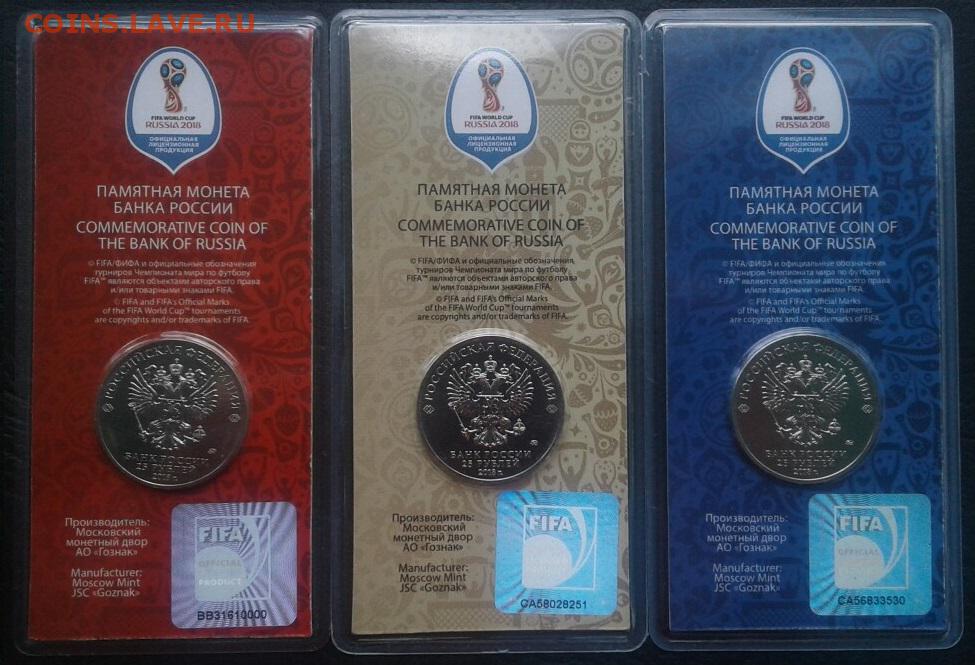 COINS.LAVE.RU
FIFA WORLD CUP
RUSSIA 2018
ОФИЦИАЛЬНАЯ
ЛИЦЕНЗИОННАЯ
ПРОДУКЦИЯ
ПАМЯТНАЯ МОНЕТА
БАНКА РОССИИ
COMMEMORATIVE COIN OF
THE BANK OF RUSSIA
© FIFA/ФИФА и официальные обозначения
турниров Чемпионата мира по футболу
FIFA™ являются объектами авторского права
и/или товарными знаками FIFA.
© FIFA and FIFA's Official Marks
of the FIFA World Cup™ tournaments
are copyrights and/or trademarks of FIFA.
РОССИЙСКАЯ ФЕДЕРАЦИЯ
БАНК РОССИИ
25 РУБЛЕЙ
2018 г.
Производитель:
Московский
монетный двор
АО «Гознак»
Manufacturer:
Moscow Mint
JSC «Goznak»
FIFA
OFFICIAL
PRODUCT
BB31610000
FIFA WORLD CUP
RUSSIA 2018
ОФИЦИАЛЬНАЯ
ЛИЦЕНЗИОННАЯ
ПРОДУКЦИЯ
ПАМЯТНАЯ МОНЕТА
БАНКА РОССИИ
COMMEMORATIVE COIN OF
THE BANK OF RUSSIA
© FIFA/ФИФА и официальные обозначения
турниров Чемпионата мира по футболу
FIFA™ являются объектами авторского права
и/или товарными знаками FIFA.
© FIFA and FIFA's Official Marks
of the FIFA World Cup™ tournaments
are copyrights and/or trademarks of FIFA.
РОССИЙСКАЯ ФЕДЕРАЦИЯ
БАНК РОССИИ
25 РУБЛЕЙ
2018 г.
Производитель:
Московский
монетный двор
АО «Гознак»
Manufacturer:
Moscow Mint
JSC «Goznak»
FIFA
CA58028251
FIFA WORLD CUP
RUSSIA 2018
ОФИЦИАЛЬНАЯ
ЛИЦЕНЗИОННАЯ
ПРОДУКЦИЯ
ПАМЯТНАЯ МОНЕТА
БАНКА РОССИИ
COMMEMORATIVE COIN OF
THE BANK OF RUSSIA
© FIFA/ФИФА и официальные обозначения
турниров Чемпионата мира по футболу
FIFA™ являются объектами авторского права
и/или товарными знаками FIFA.
© FIFA and FIFA's Official Marks
of the FIFA World Cup™ tournaments
are copyrights and/or trademarks of FIFA.
РОССИЙСКАЯ ФЕДЕРАЦИЯ
БАНК РОССИИ
25 РУБЛЕЙ
2018 г.
Производитель:
Московский
монетный двор
АО «Гознак»
Manufacturer:
Moscow Mint
JSC «Goznak»
FIFA
OFFICIAL
CA56833530